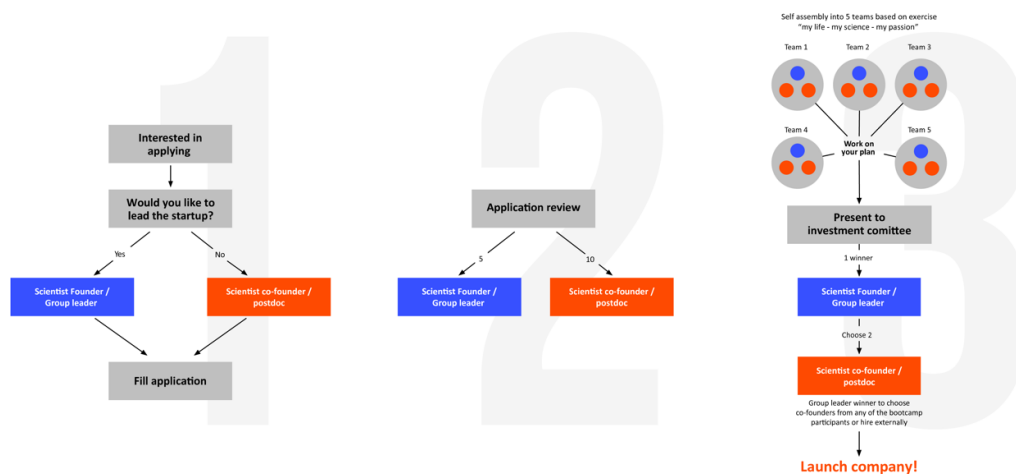 1
Interested in
applying
Would you like to
lead the startup?
Yes
No
Scientist Founder /
Group leader
Scientist co-founder /
postdoc
Fill application
2
Application review
5
10
Scientist Founder /
Group leader
Scientist co-founder /
postdoc
3
Self assembly into 5 teams based on exercise
“my life - my science - my passion”
Team 1
Team 2
Team 3
Team 4
Team 5
Work on
your plan
Present to
investment comittee
1 winner
Scientist Founder /
Group leader
Choose 2
Scientist co-founder /
postdoc
Group leader winner to choose
co-founders from any of the bootcamp
participants or hire externally
Launch company!